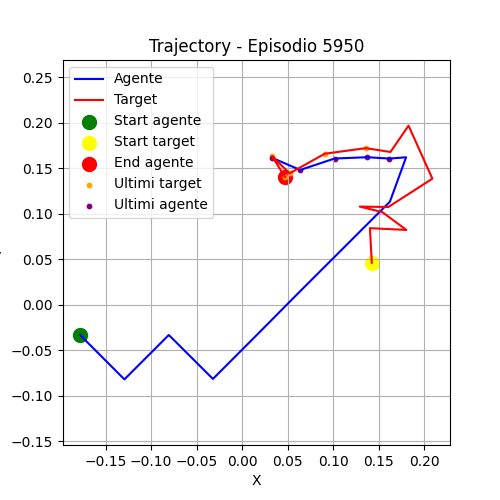 Trajectory - Episodio 5950
Agente
Target
Start agente
Start target
End agente
Ultimi target
Ultimi agente
0.25
0.20
0.15
0.10
0.05
0.00
−0.05
−0.10
−0.15
−0.15 −0.10 −0.05 0.00 0.05 0.10 0.15 0.20
X